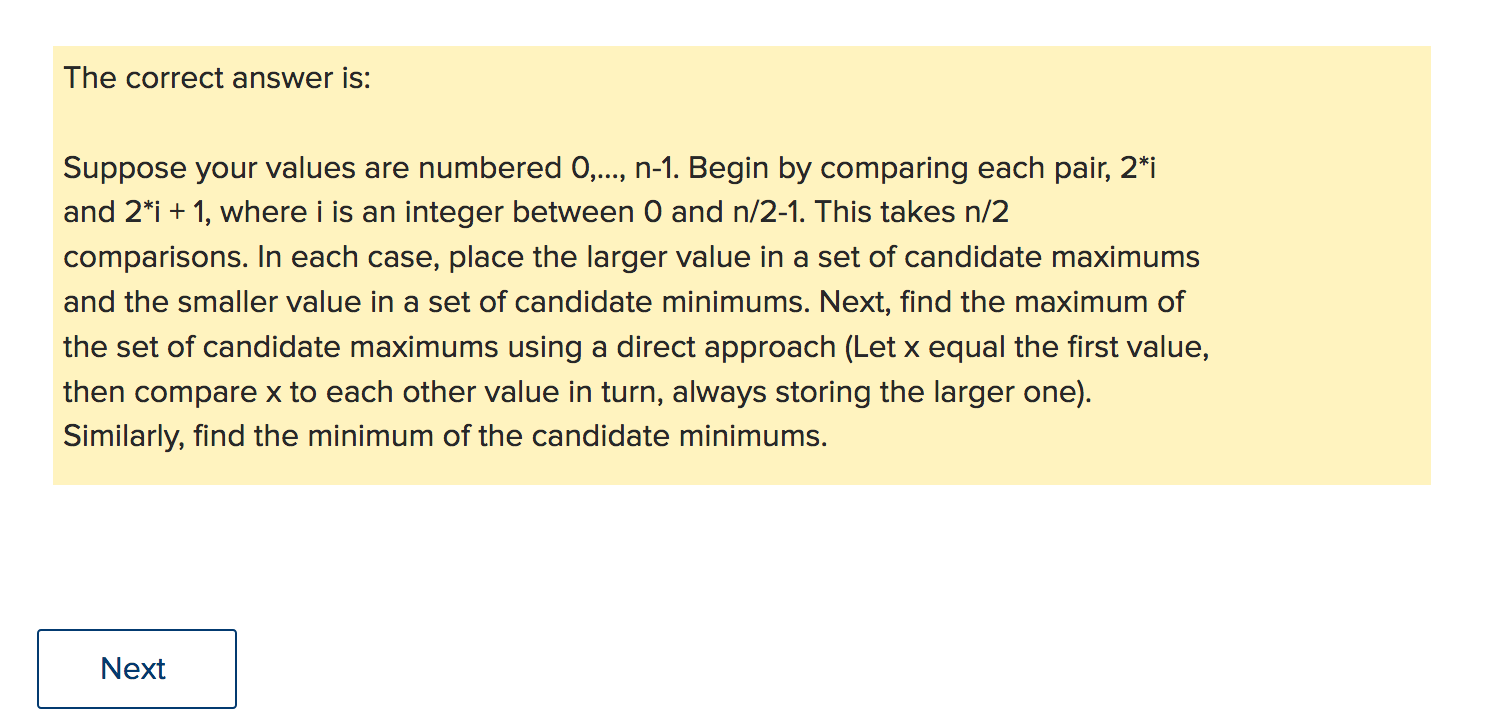 The correct answer is:
Suppose your values are numbered 0,..., n-1. Begin by comparing each pair, 2*i
and 2*i + 1, where i is an integer between 0 and n/2-1. This takes n/2
comparisons. In each case, place the larger value in a set of candidate maximums
and the smaller value in a set of candidate minimums. Next, find the maximum of
the set of candidate maximums using a direct approach (Let x equal the first value,
then compare x to each other value in turn, always storing the larger one).
Similarly, find the minimum of the candidate minimums.
Next